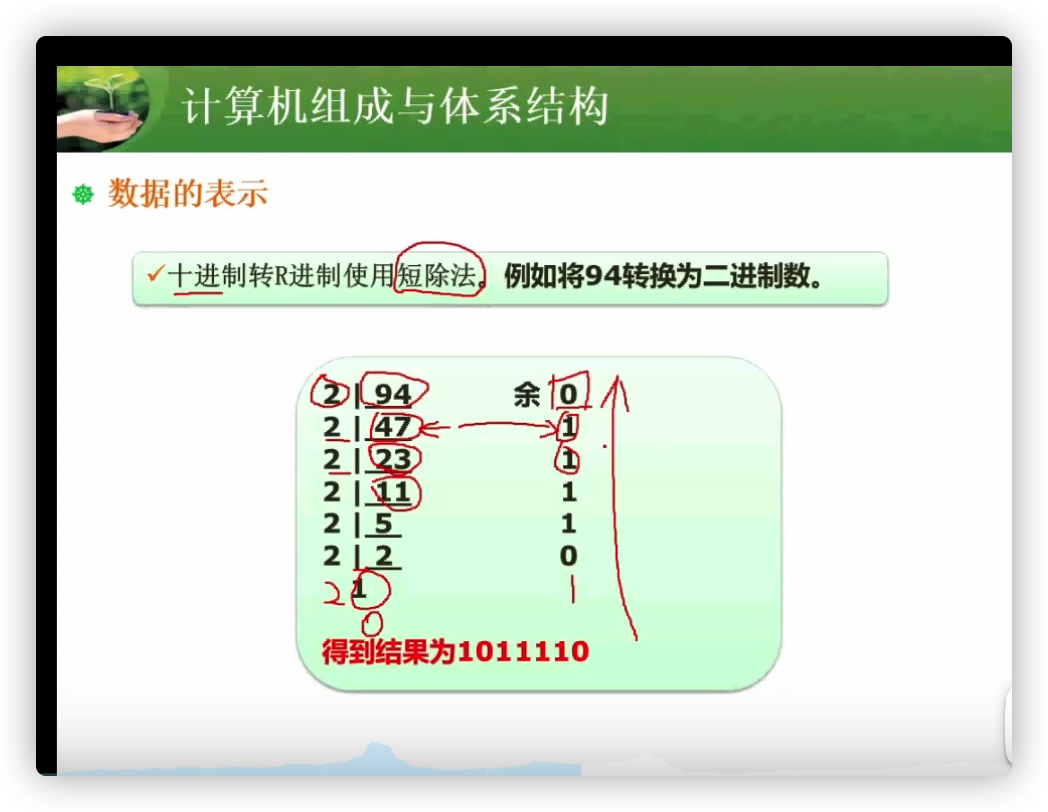 计算机组成与体系结构
数据的表示
✓十进制转R进制使用短除法。例如将94转换为二进制数。
2 | 94 余 0
2 | 47 1
2 | 23 1
2 | 11 1
2 | 5 1
2 | 2 0
2 1 1
0
得到结果为1011110